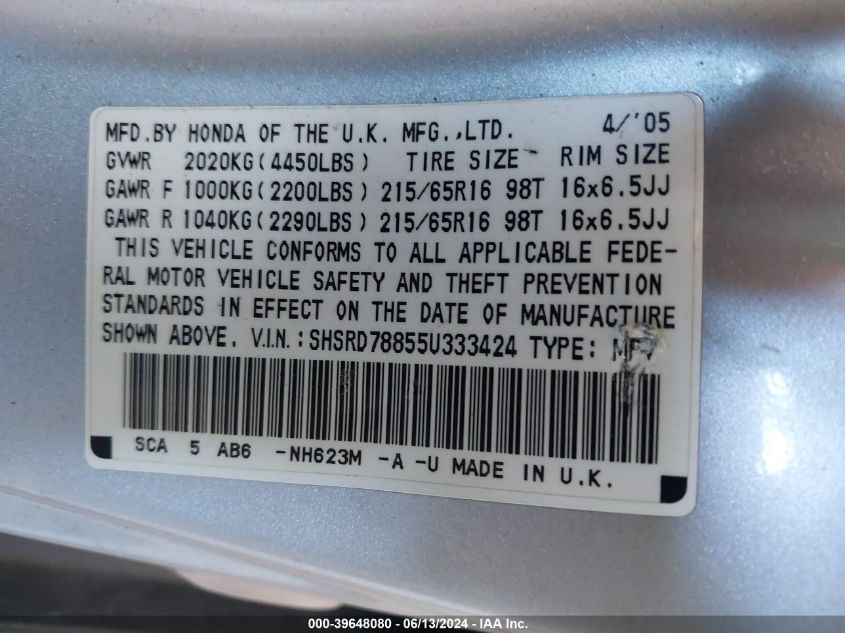 MFD.BY HONDA OF THE U.K. MFG.,LTD. 4/'05
GVWR 2020KG(4450LBS) TIRE SIZE RIM SIZE
GAWR F 1000KG(2200LBS) 215/65R16 98T 16x6.5JJ
GAWR R 1040KG(2290LBS) 215/65R16 98T 16x6.5JJ
THIS VEHICLE CONFORMS TO ALL APPLICABLE FEDE-
RAL MOTOR VEHICLE SAFETY AND THEFT PREVENTION
STANDARDS IN EFFECT ON THE DATE OF MANUFACTURE
SHOWN ABOVE. V.I.N.:SHSRD78855U333424 TYPE: MPV
SCA 5 AB6 -NH623M -A -U MADE IN U.K.
000-39648080 - 06/13/2024 - IAA Inc.